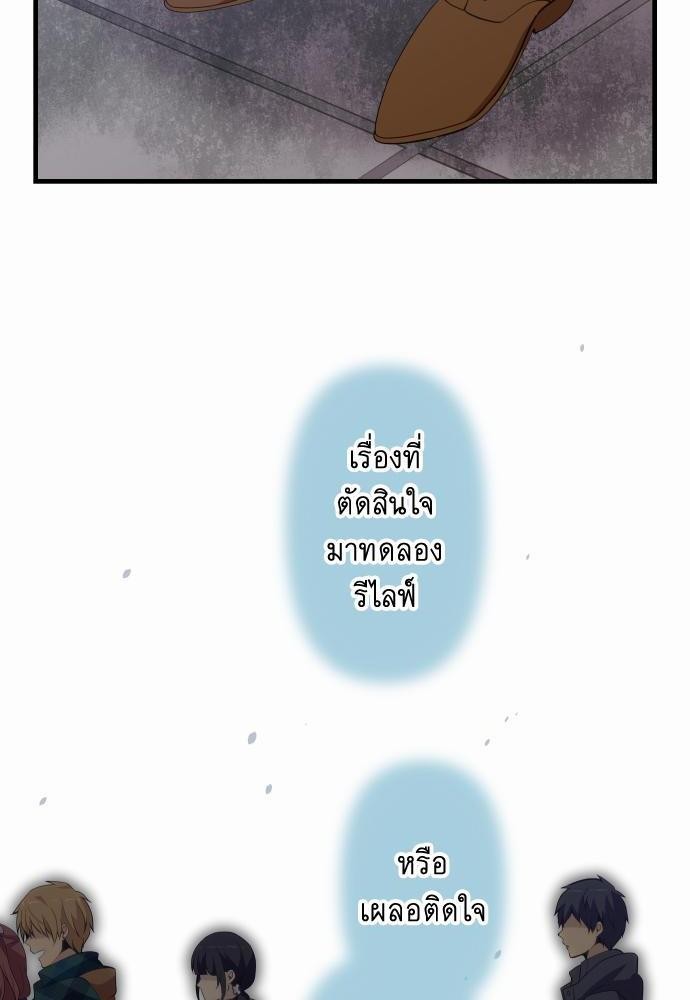 เรื่องที่
ตัดสินใจ
มาทดลอง
รีไลฟ์
หรือ
เผลอติดใจ